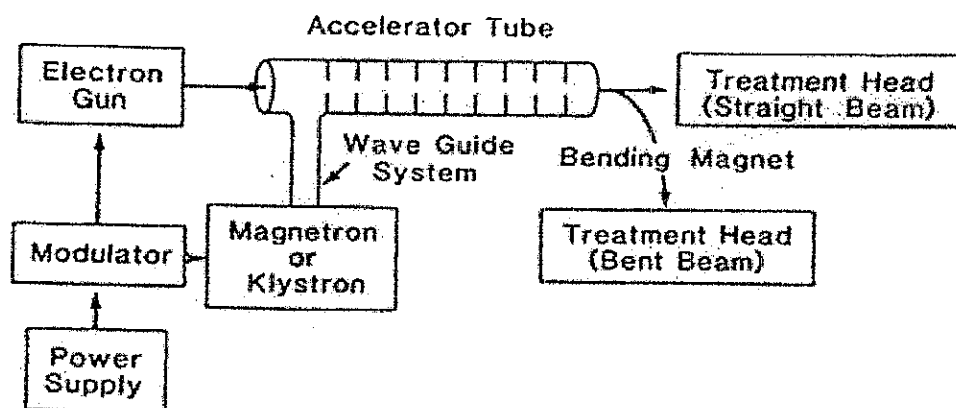 Accelerator Tube
Electron
Gun
Treatment Head
(Straight Beam)
Wave Guide
System
Bending Magnet
Modulator
Magnetron
or
Klystron
Treatment Head
(Bent Beam)
Power
Supply